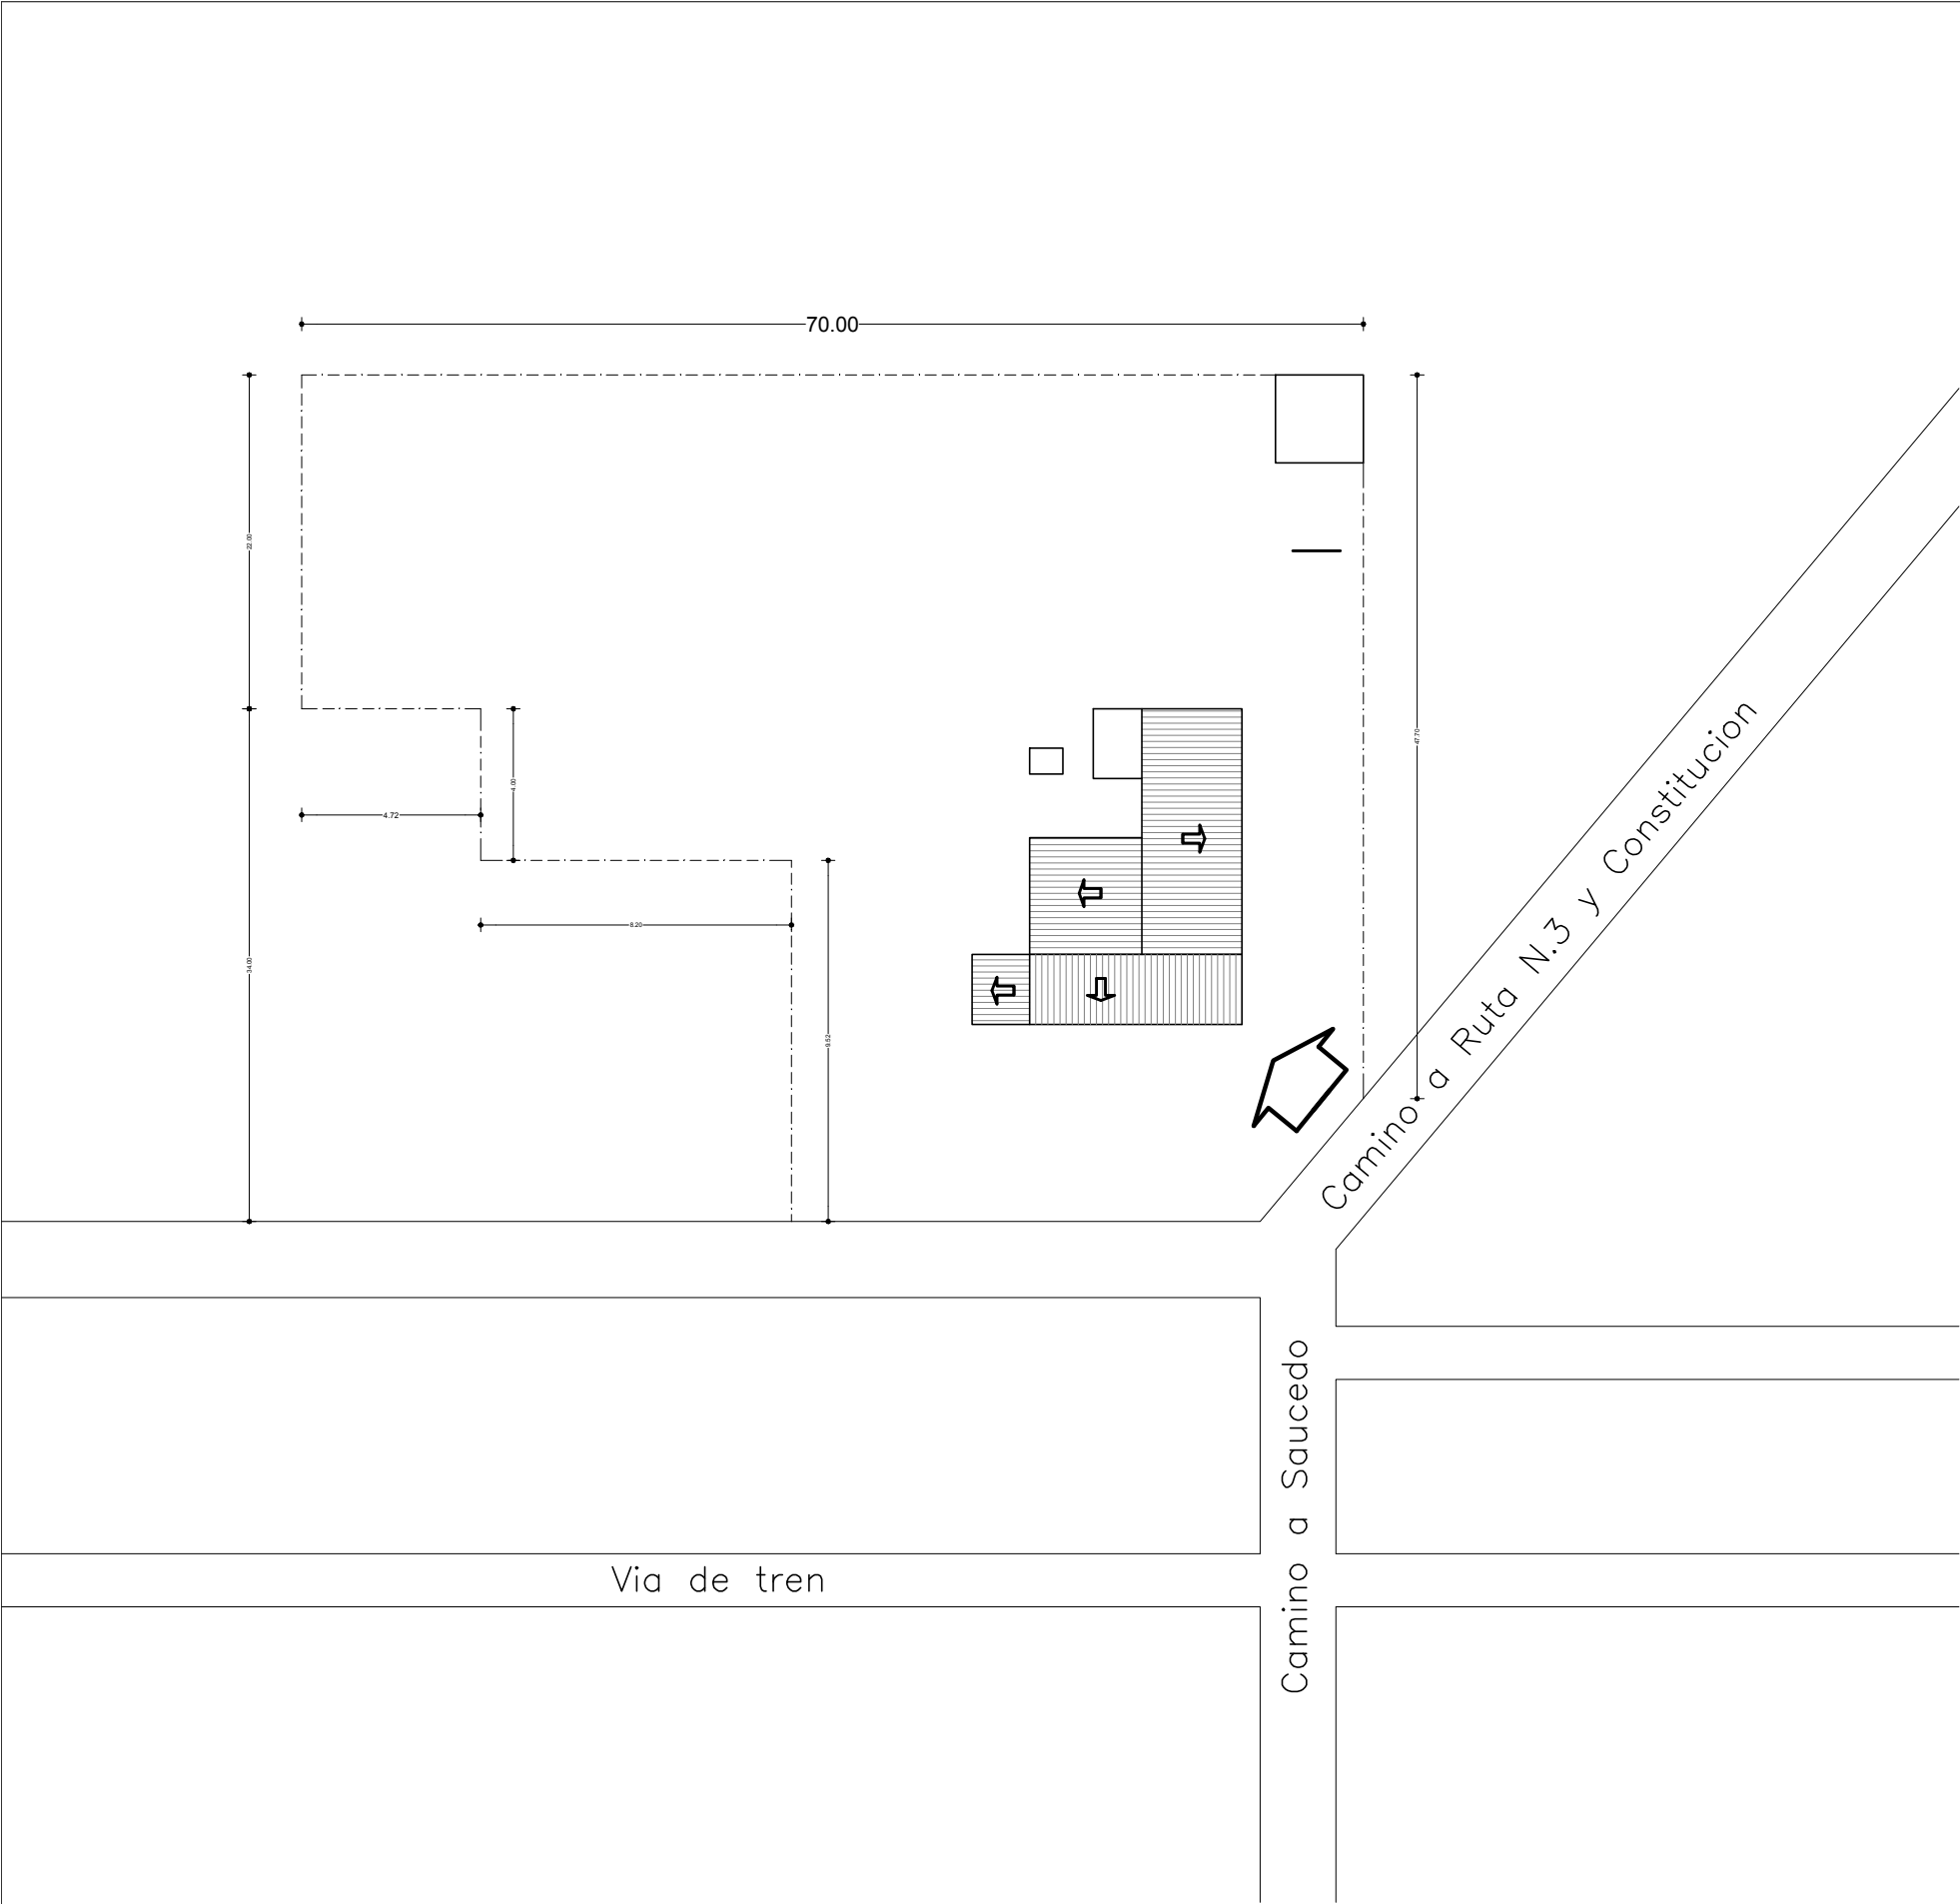 70.00
22.00
47.70
4.00
4.72
8.20
34.00
9.52
Camino a Ruta N.3 y Constitucion
Camino a Saucedo
Via de tren